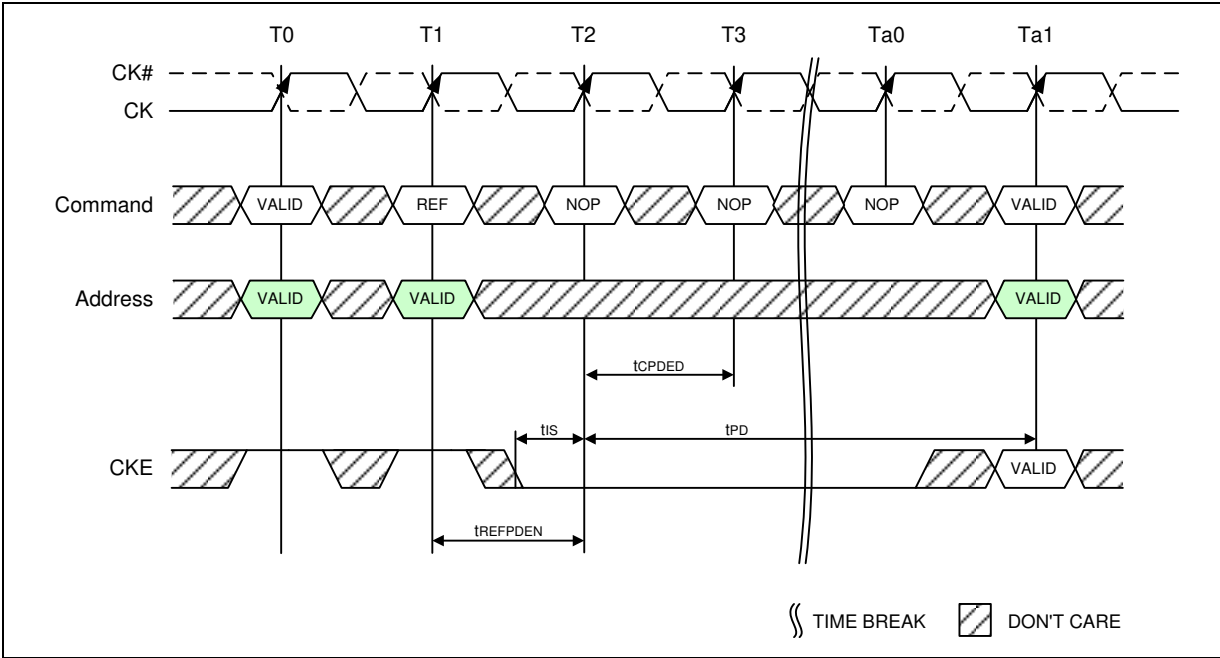 T0 T1 T2 T3 Ta0 Ta1
CK#
CK
Command VALID REF NOP NOP NOP VALID
Address VALID VALID VALID
tCPDED
tIS tPD
CKE VALID
tREFPDEN
TIME BREAK DON'T CARE